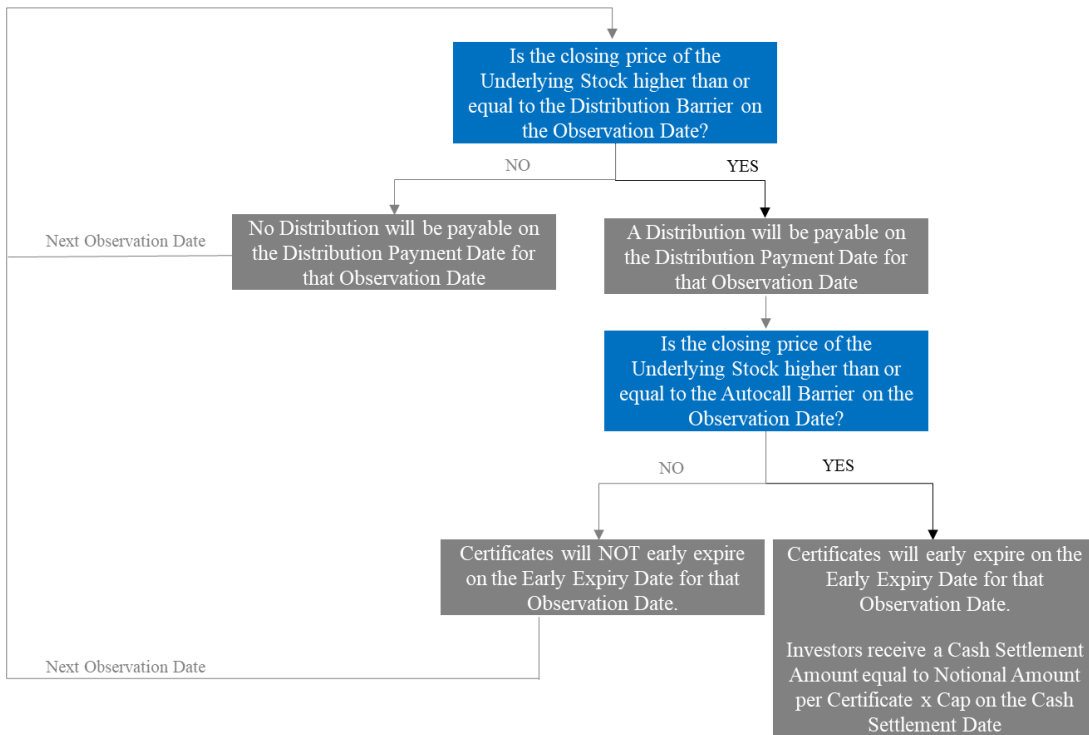 Is the closing price of the
Underlying Stock higher than or
equal to the Distribution Barrier on
the Observation Date?
NO
YES
Next Observation Date
No Distribution will be payable on
the Distribution Payment Date for
that Observation Date
A Distribution will be payable on
the Distribution Payment Date for
that Observation Date
Is the closing price of the
Underlying Stock higher than or
equal to the Autocall Barrier on the
Observation Date?
NO
YES
Certificates will NOT early expire
on the Early Expiry Date for that
Observation Date.
Certificates will early expire on the
Early Expiry Date for that
Observation Date.
Investors receive a Cash Settlement
Amount equal to Notional Amount
per Certificate x Cap on the Cash
Settlement Date
Next Observation Date